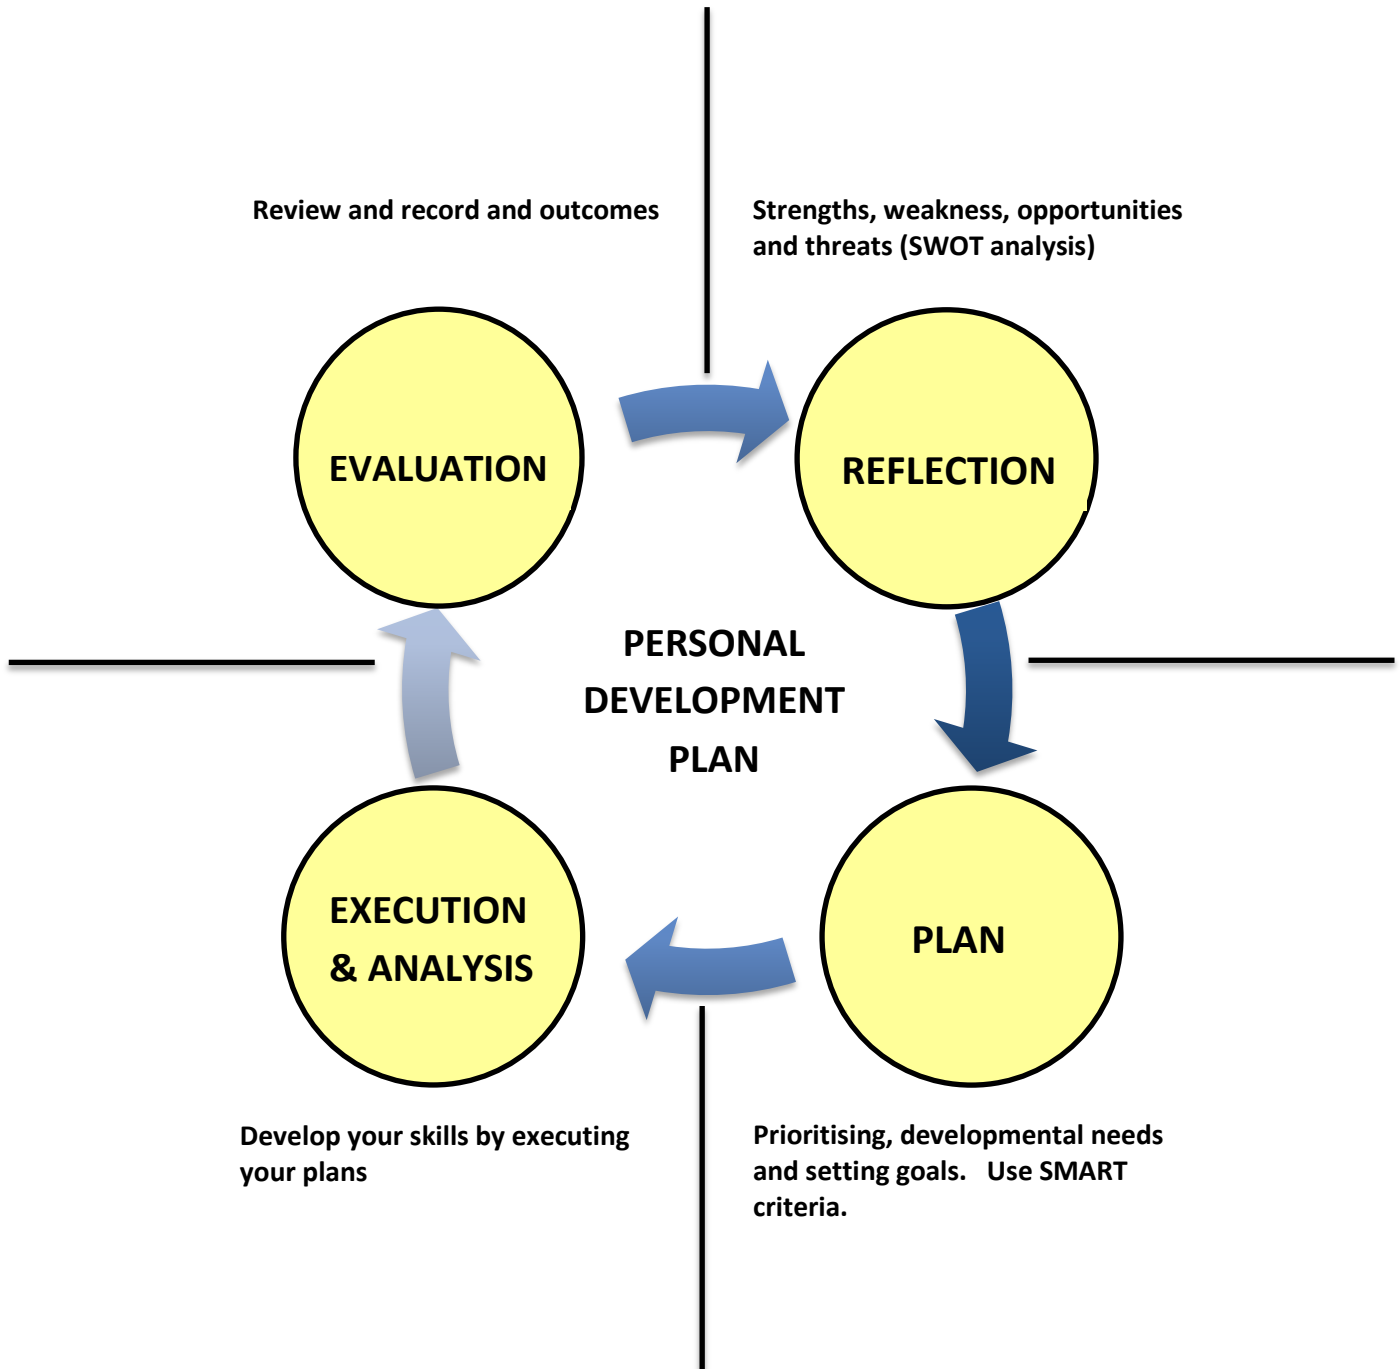 Review and record and outcomes
Strengths, weakness, opportunities
and threats (SWOT analysis)
EVALUATION
REFLECTION
PERSONAL
DEVELOPMENT
PLAN
EXECUTION
& ANALYSIS
PLAN
Develop your skills by executing
your plans
Prioritising, developmental needs
and setting goals.   Use SMART
criteria.